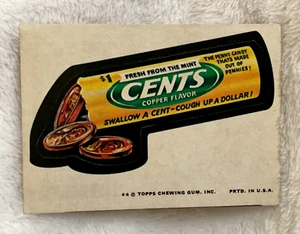 $1
FRESH FROM THE MINT
CENTS
COPPER FLAVOR
THE PENNY CANDY
THATS MADE
OUT OF
PENNIES!
SWALLOW A CENT-COUGH UP A DOLLAR!
** © TOPPS CHEWING GUM, INC. PRTD. IN U.S.A.